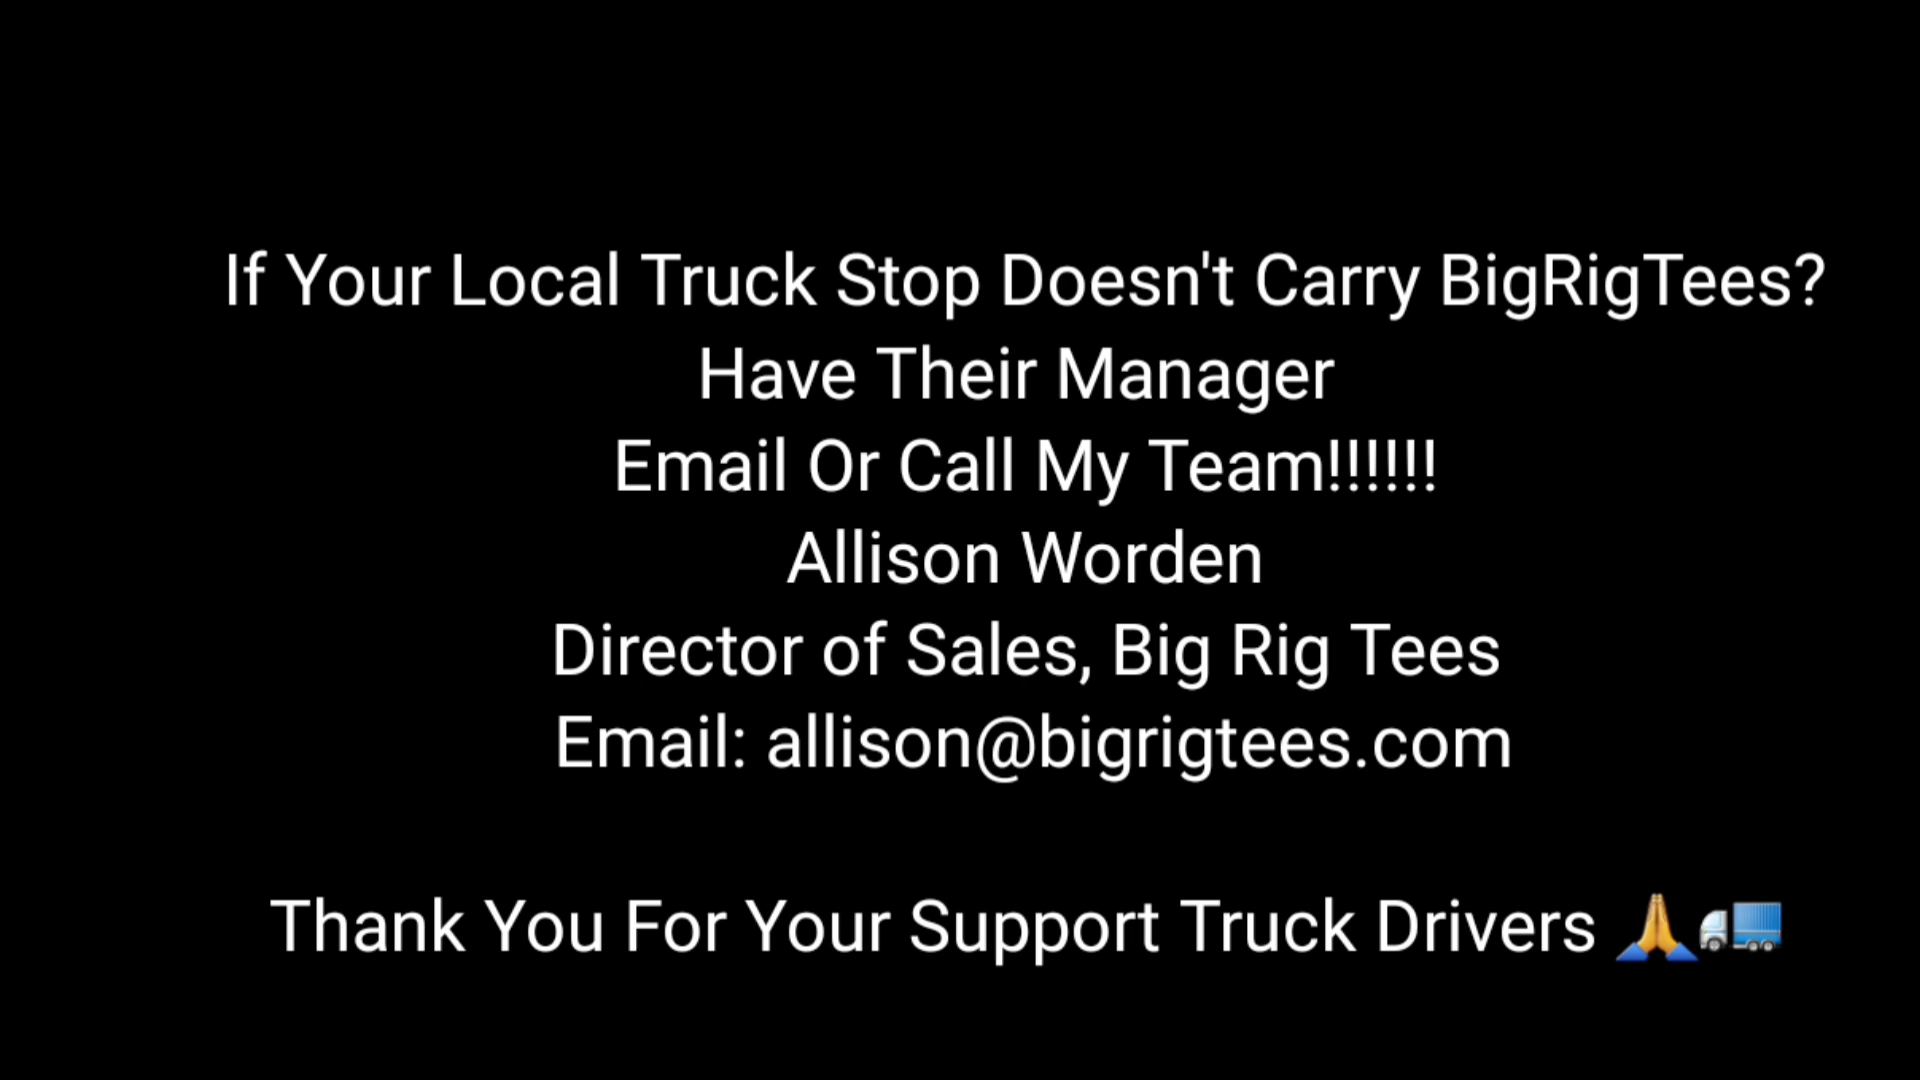 If Your Local Truck Stop Doesn't Carry BigRigTees?
Have Their Manager
Email Or Call My Team!!!!!!
Allison Worden
Director of Sales, Big Rig Tees
Email: allison@bigrigtees.com
Thank You For Your Support Truck Drivers 🙏🚚